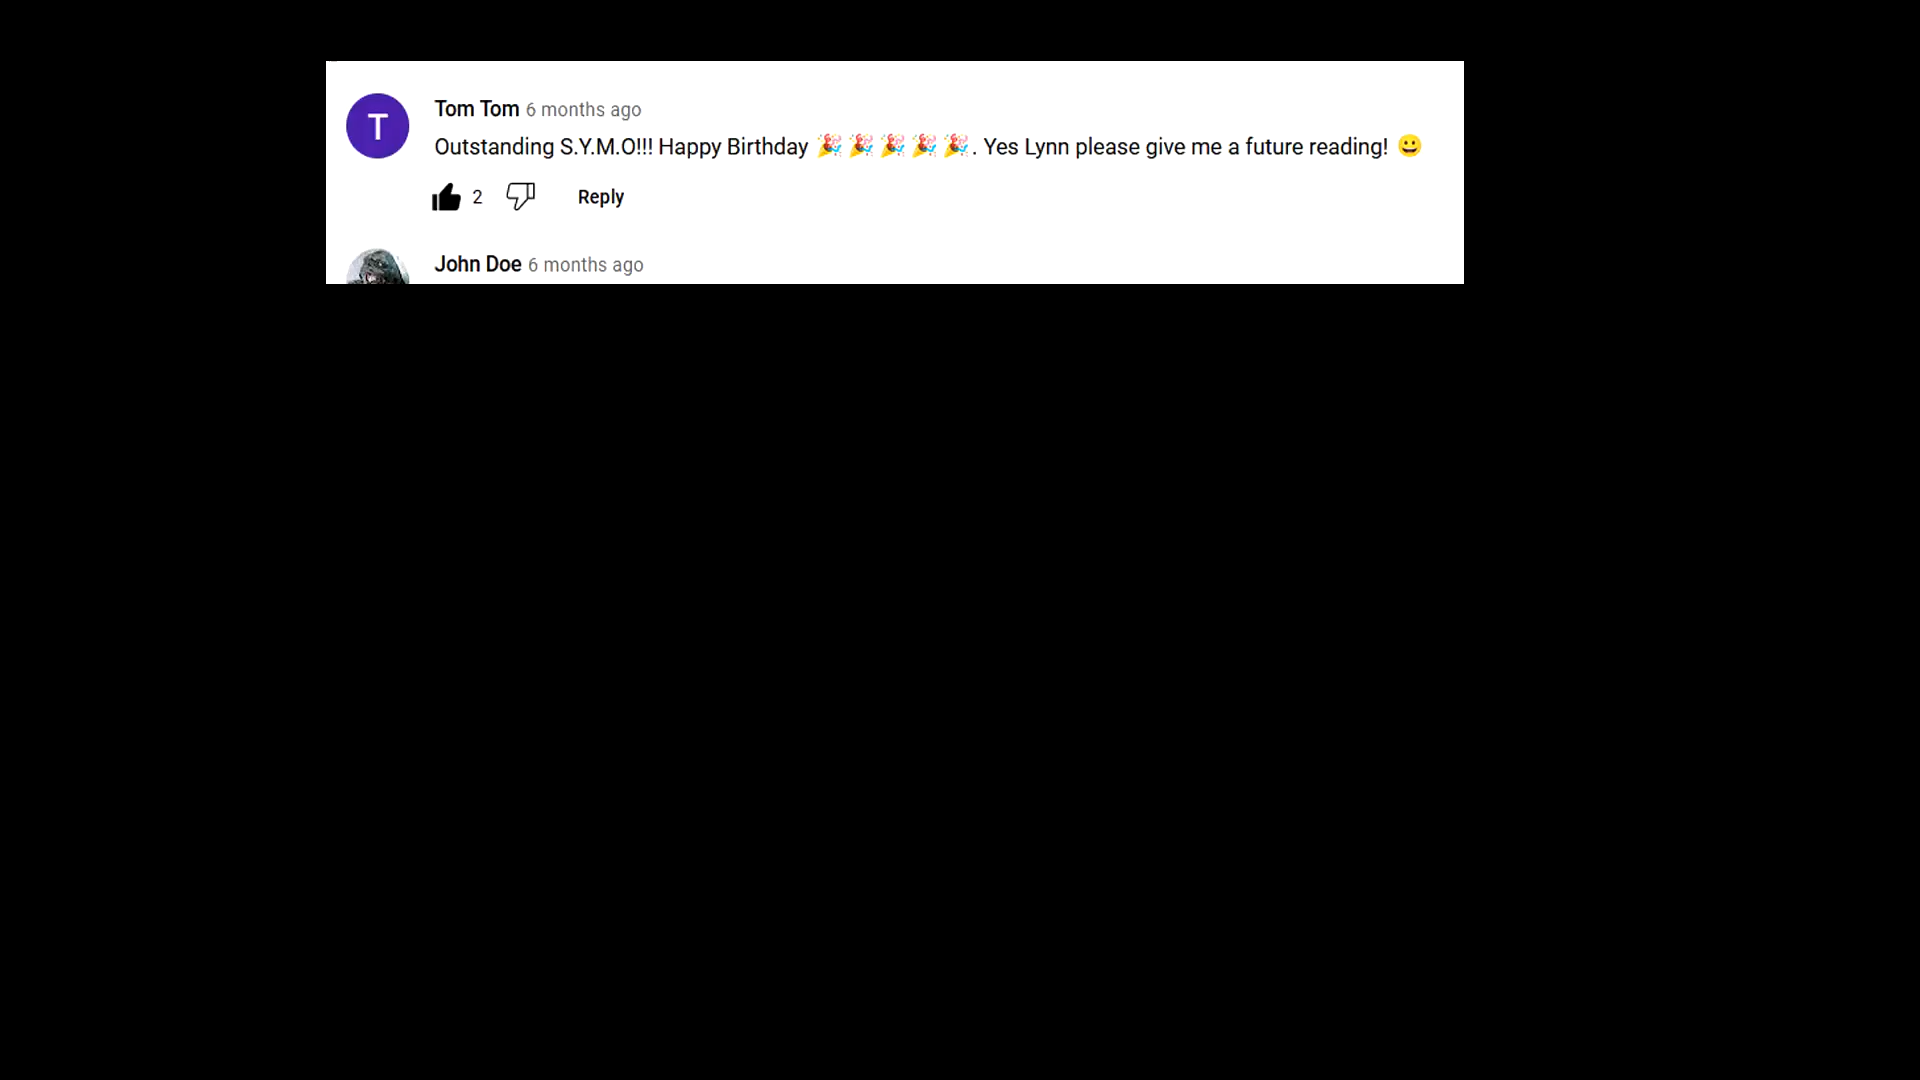 T
Tom Tom 6 months ago
Outstanding S.Y.M.O!!! Happy Birthday 🎉 🎉 🎉 🎉 🎉. Yes Lynn please give me a future reading! 😀
2 Reply
John Doe 6 months ago